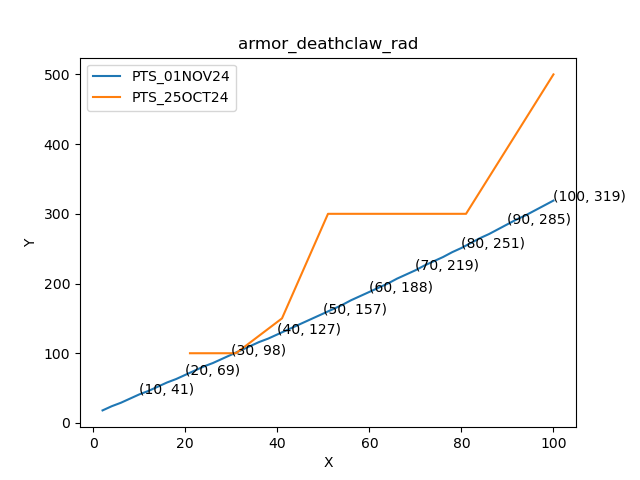 armor_deathclaw_rad
PTS_01NOV24
PTS_25OCT24
500
400
300
200
100
0
Y
(100, 319)
(90, 285)
(80, 251)
(70, 219)
(60, 188)
(50, 157)
(40, 127)
(30, 98)
(20, 69)
(10, 41)
0 20 40 60 80 100
X